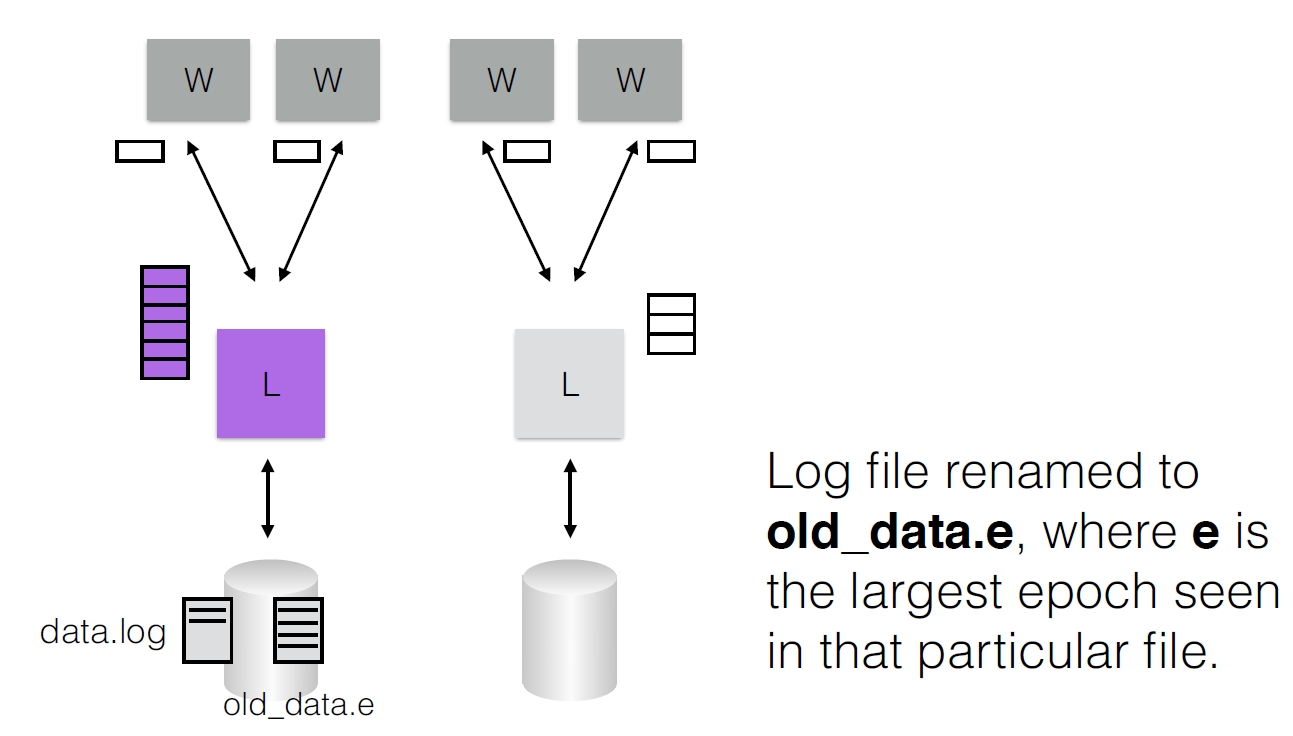 W
W
W
W
L
L
data.log
old_data.e
Log file renamed to
old_data.e, where e is
the largest epoch seen
in that particular file.